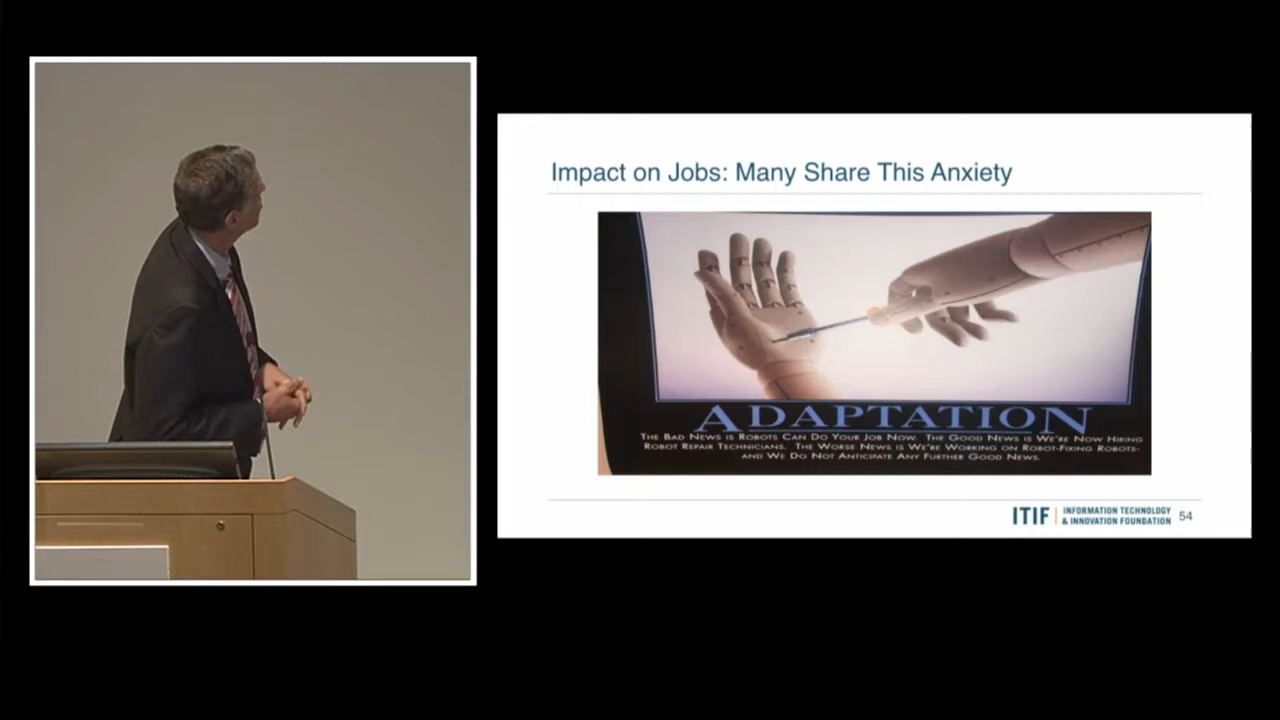 Impact on Jobs: Many Share This Anxiety
ADAPTATION
THE BAD NEWS IS ROBOTS CAN DO YOUR JOB NOW. THE GOOD NEWS IS WE'RE NOW HIRING
ROBOT REPAIR TECHNICIANS. THE WORSE NEWS IS WE'RE WORKING ON ROBOT-FIXING ROBOTS-
AND WE DO NOT ANTICIPATE ANY FURTHER GOOD NEWS.
ITIF | INFORMATION TECHNOLOGY
& INNOVATION FOUNDATION 54